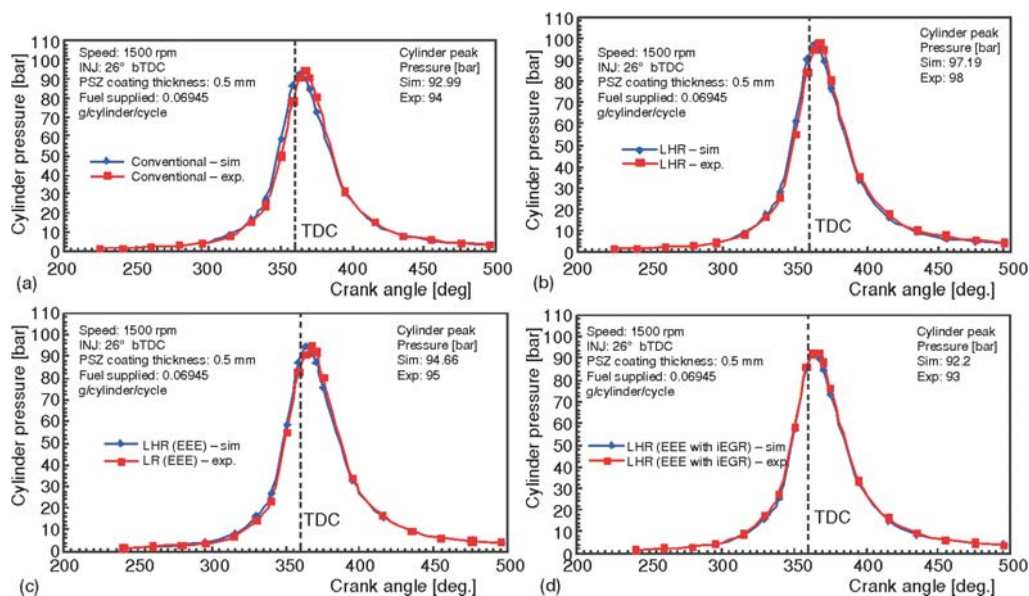 Cylinder pressure [bar]
110
100
90
80
70
60
50
40
30
20
10
0
Speed: 1500 rpm
INJ: 26° bTDC
PSZ coating thickness: 0.5 mm
Fuel supplied: 0.06945
g/cylinder/cycle
Cylinder peak
Pressure [bar]
Sim: 92.99
Exp: 94
Conventional – sim
Conventional – exp.
TDC
200 250 300 350 400 450 500
(a)
Crank angle [deg]
Cylinder pressure [bar]
110
100
90
80
70
60
50
40
30
20
10
0
Speed: 1500 rpm
INJ: 26° bTDC
PSZ coating thickness: 0.5 mm
Fuel supplied: 0.06945
g/cylinder/cycle
Cylinder peak
Pressure [bar]
Sim: 97.19
Exp: 98
LHR – sim
LHR – exp.
TDC
200 250 300 350 400 450 500
(b)
Crank angle [deg.]
Cylinder pressure [bar]
110
100
90
80
70
60
50
40
30
20
10
0
Speed: 1500 rpm
INJ: 26° bTDC
PSZ coating thickness: 0.5 mm
Fuel supplied: 0.06945
g/cylinder/cycle
Cylinder peak
Pressure [bar]
Sim: 94.66
Exp: 95
LHR (EEE) – sim
LR (EEE) – exp.
TDC
200 250 300 350 400 450 500
(c)
Crank angle [deg.]
Cylinder pressure [bar]
110
100
90
80
70
60
50
40
30
20
10
0
Speed: 1500 rpm
INJ: 26° bTDC
PSZ coating thickness: 0.5 mm
Fuel supplied: 0.06945
g/cylinder/cycle
Cylinder peak
Pressure [bar]
Sim: 92.2
Exp: 93
LHR (EEE with iEGR) – sim
LHR (EEE with iEGR) – exp.
TDC
200 250 300 350 400 450 500
(d)
Crank angle [deg.]